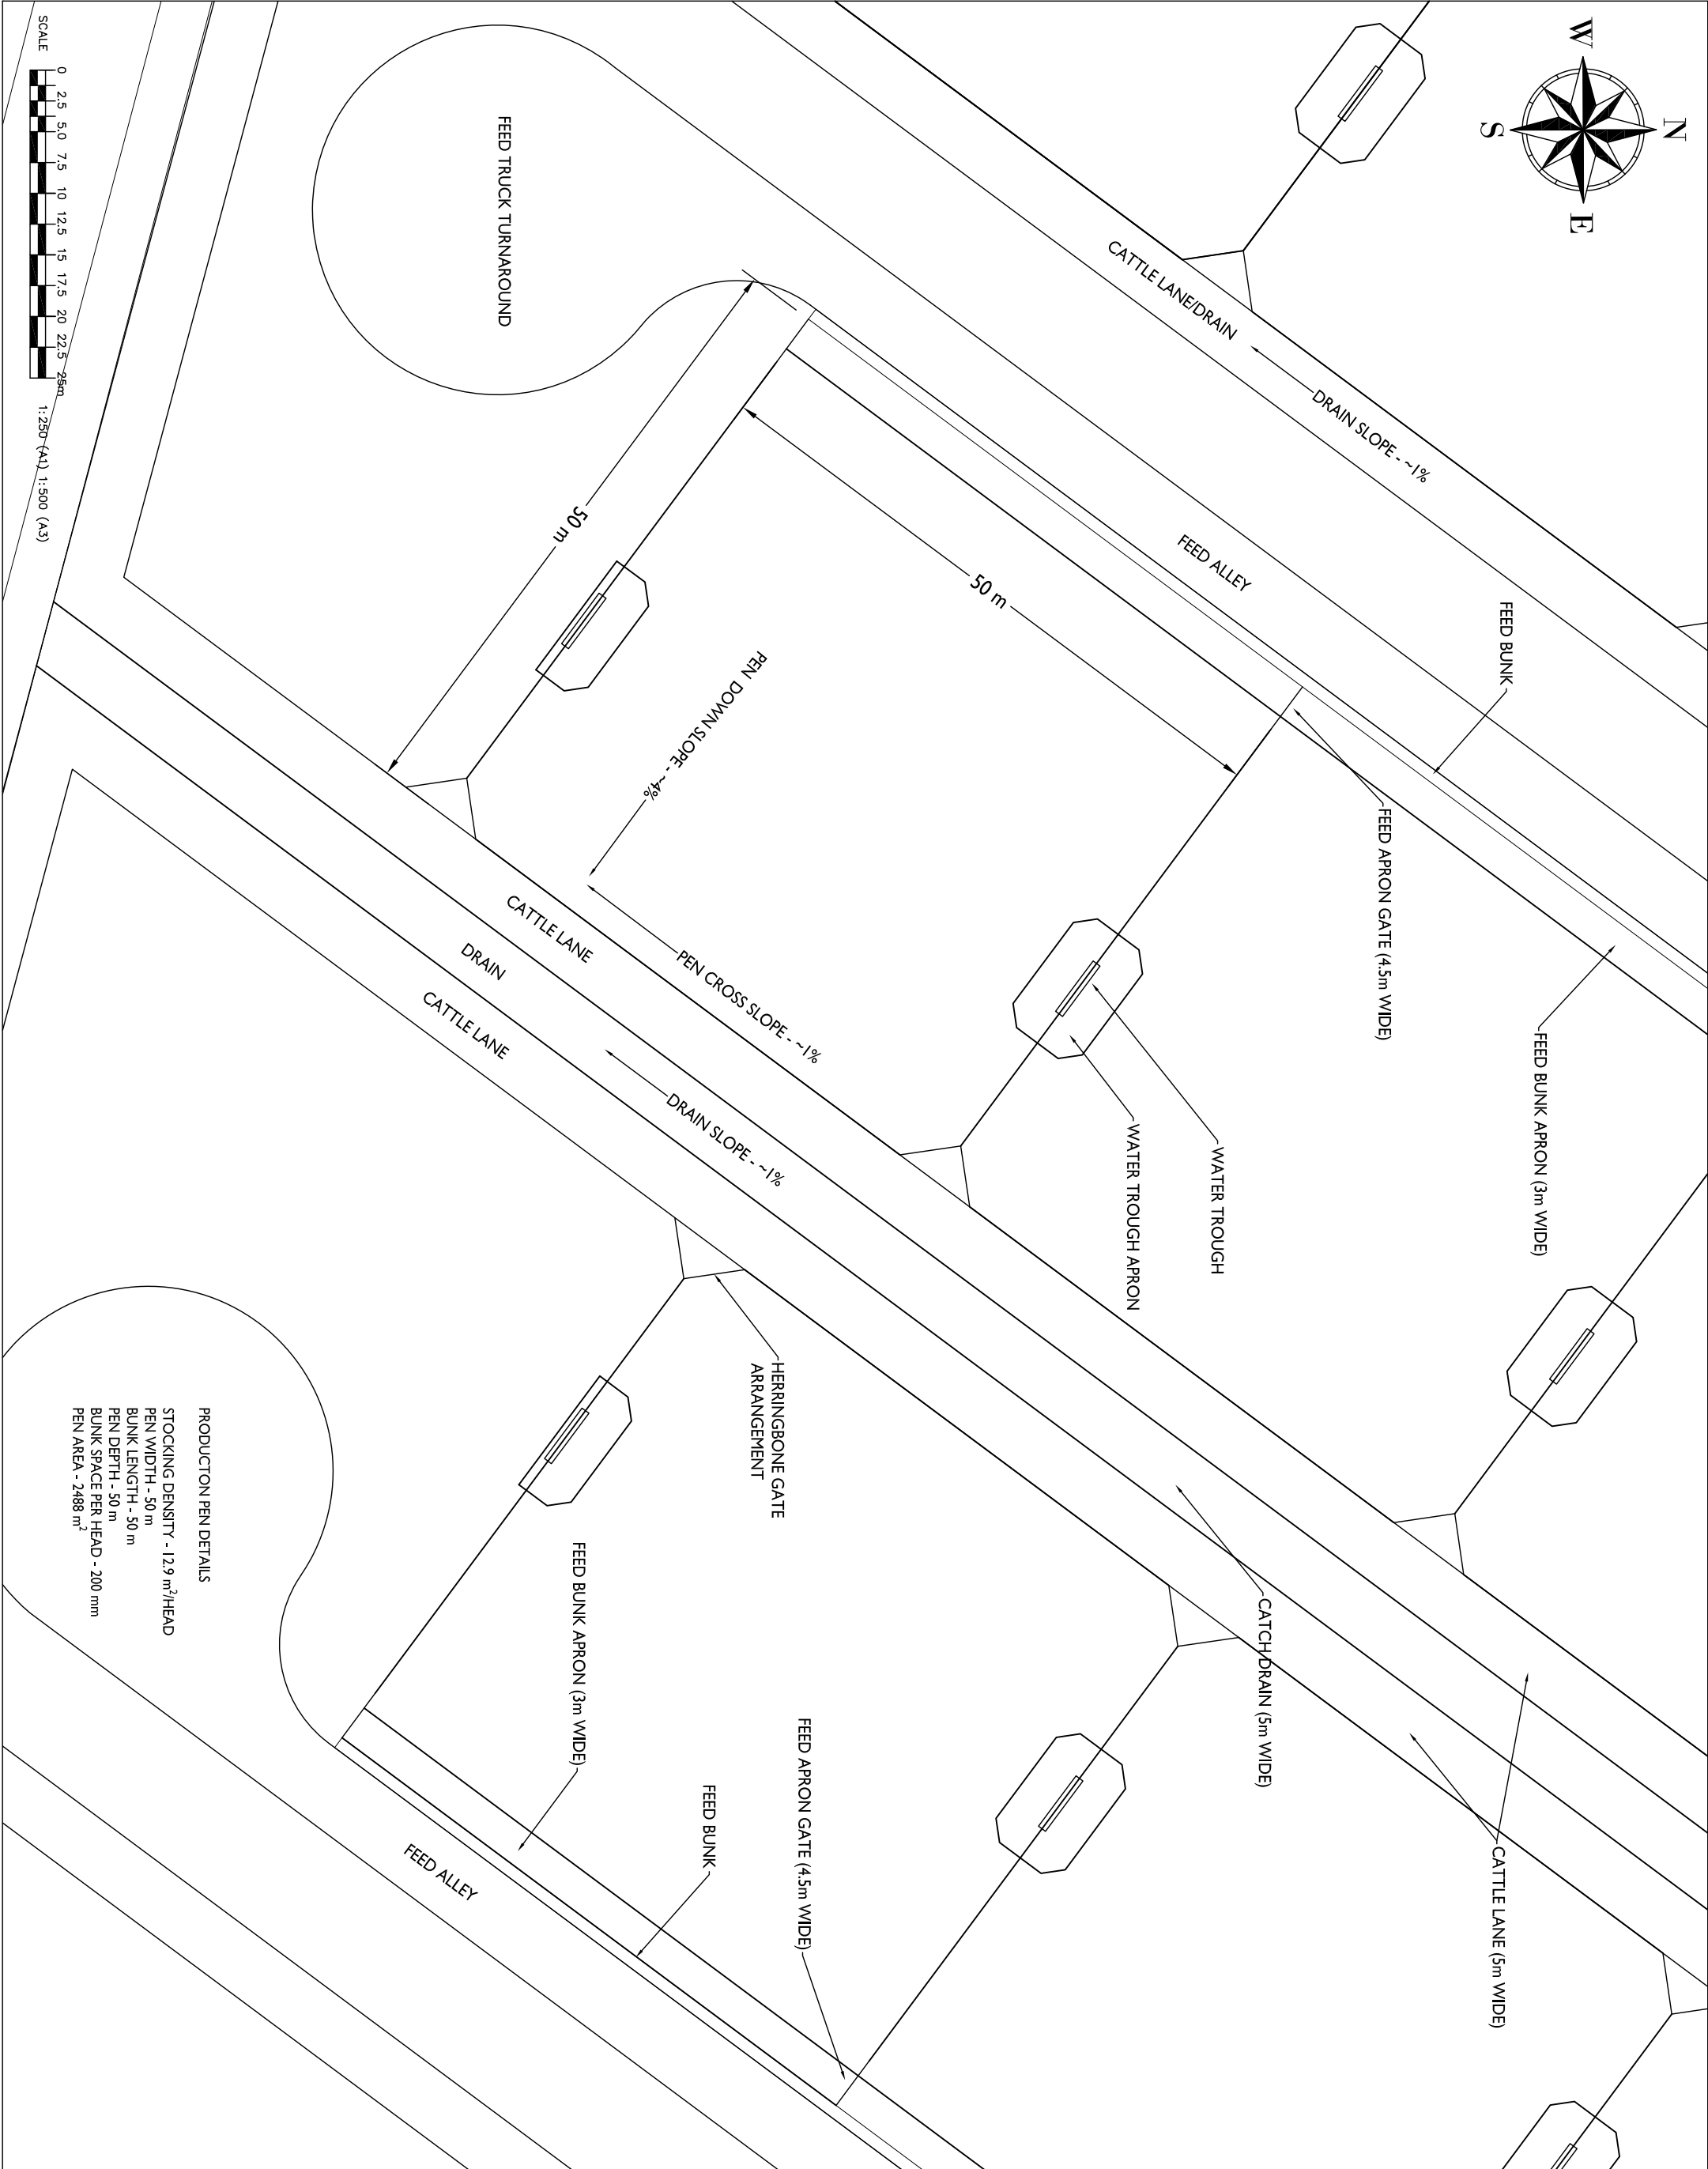 N
W
E
S
CATTLE LANE/DRAIN
DRAIN SLOPE - ~1%
FEED ALLEY
FEED BUNK
FEED APRON GATE (4.5m WIDE)
FEED BUNK APRON (3m WIDE)
FEED TRUCK TURNAROUND
50 m
50 m
PEN DOWN SLOPE - ~4%
PEN CROSS SLOPE - ~1%
WATER TROUGH
WATER TROUGH APRON
CATTLE LANE
DRAIN
CATTLE LANE
DRAIN SLOPE - ~1%
HERRINGBONE GATE
ARRANGEMENT
CATCH DRAIN (5m WIDE)
CATTLE LANE (5m WIDE)
FEED BUNK APRON (3m WIDE)
FEED BUNK
FEED APRON GATE (4.5m WIDE)
FEED ALLEY
PRODUCTON PEN DETAILS
STOCKING DENSITY - 12.9 m²/HEAD
PEN WIDTH - 50 m
BUNK LENGTH - 50 m
PEN DEPTH - 50 m
BUNK SPACE PER HEAD - 200 mm
PEN AREA - 2488 m²
SCALE 0 2.5 5.0 7.5 10 12.5 15 17.5 20 22.5 25m 1:250 (A1) 1:500 (A3)